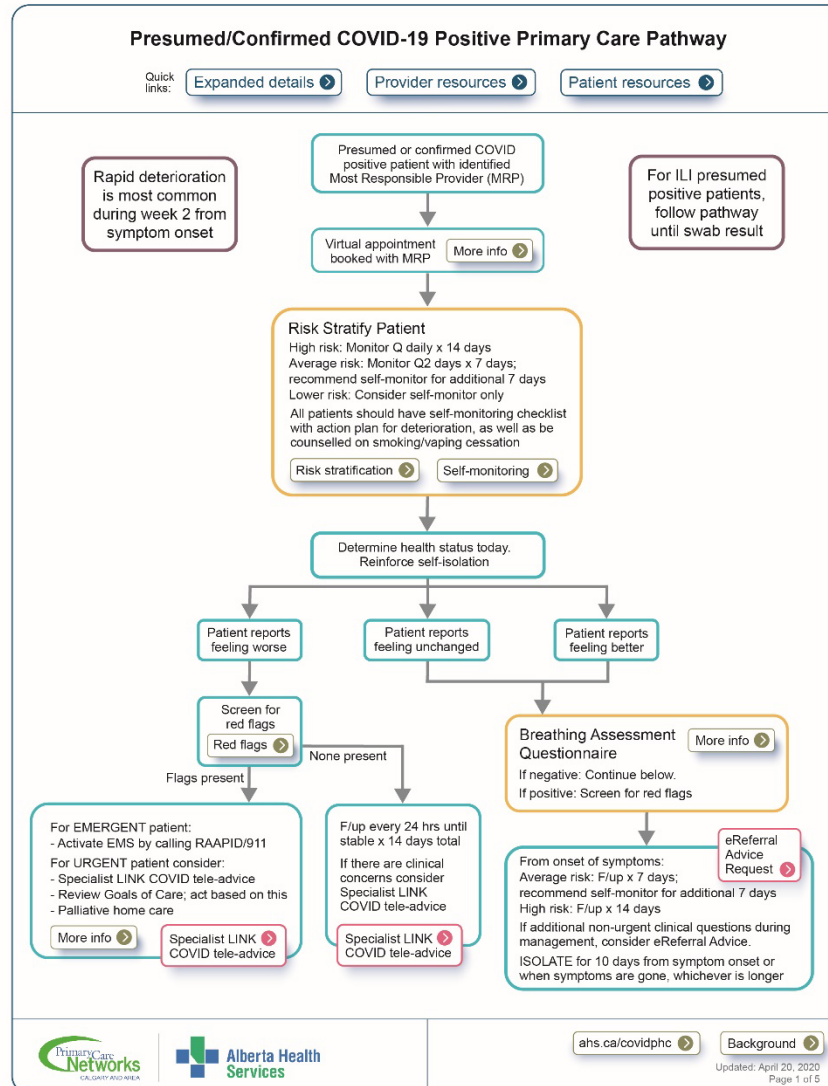 Presumed/Confirmed COVID-19 Positive Primary Care Pathway
Quick
links:
Expanded details
Provider resources
Patient resources
Rapid deterioration
is most common
during week 2 from
symptom onset
Presumed or confirmed COVID
positive patient with identified
Most Responsible Provider (MRP)
For ILI presumed
positive patients,
follow pathway
until swab result
Virtual appointment
booked with MRP
More info
Risk Stratify Patient
High risk: Monitor Q daily x 14 days
Average risk: Monitor Q2 days x 7 days;
recommend self-monitor for additional 7 days
Lower risk: Consider self-monitor only
All patients should have self-monitoring checklist
with action plan for deterioration, as well as be
counselled on smoking/vaping cessation
Risk stratification
Self-monitoring
Determine health status today.
Reinforce self-isolation
Patient reports
feeling worse
Patient reports
feeling unchanged
Patient reports
feeling better
Screen for
red flags
Red flags
Flags present
None present
Breathing Assessment
Questionnaire
More info
If negative: Continue below.
If positive: Screen for red flags
For EMERGENT patient:
- Activate EMS by calling RAAPID/911
For URGENT patient consider:
- Specialist LINK COVID tele-advice
- Review Goals of Care; act based on this
- Palliative home care
More info
Specialist LINK
COVID tele-advice
F/up every 24 hrs until
stable x 14 days total
If there are clinical
concerns consider
Specialist LINK
COVID tele-advice
Specialist LINK
COVID tele-advice
eReferral
Advice
Request
From onset of symptoms:
Average risk: F/up x 7 days;
recommend self-monitor for additional 7 days
High risk: F/up x 14 days
If additional non-urgent clinical questions during
management, consider eReferral Advice.
ISOLATE for 10 days from symptom onset or
when symptoms are gone, whichever is longer
PrimaryCare
Networks
CALGARY AND AREA
Alberta Health
Services
ahs.ca/covidphc
Background
Updated: April 20, 2020
Page 1 of 5